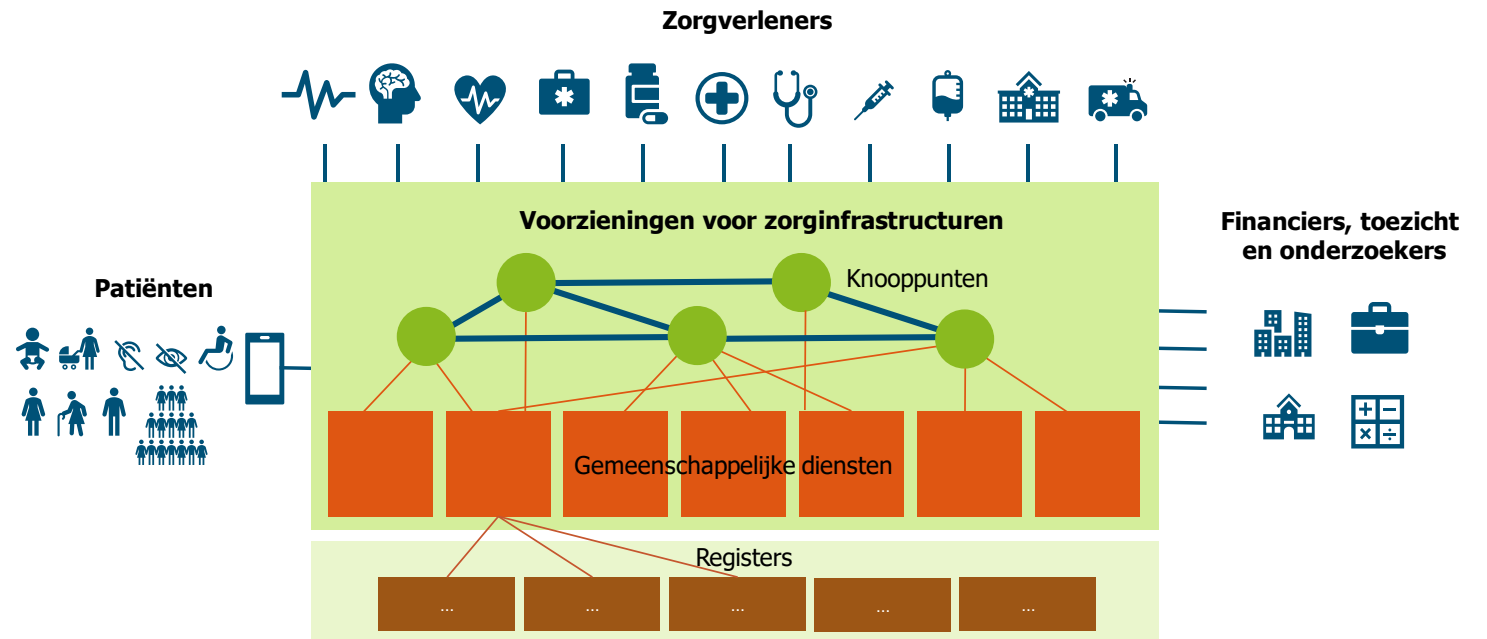 Zorgverleners
Voorzieningen voor zorginfrastructuren
Financiers, toezicht
en onderzoekers
Knooppunten
Patiënten
Gemeenschappelijke diensten
Registers
...
...
...
...
...